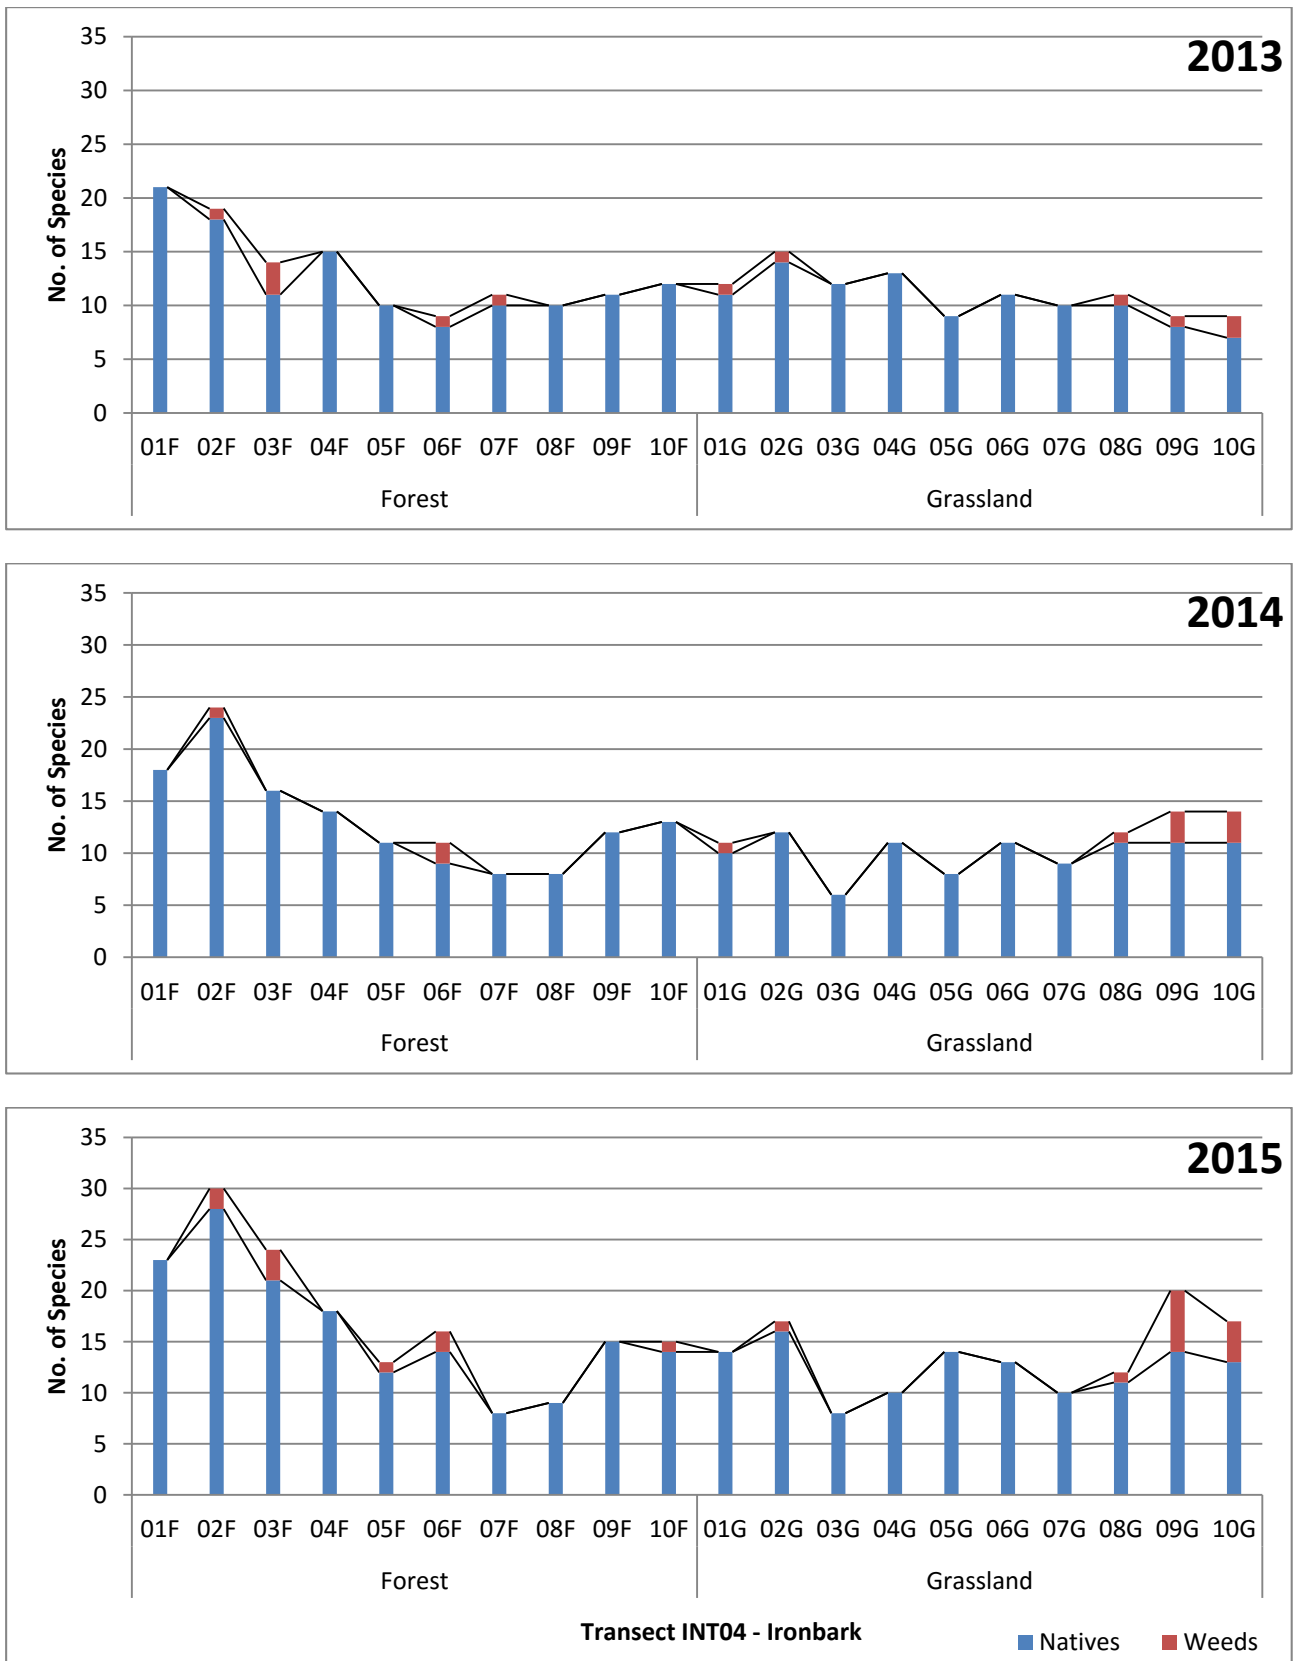 2013
35
30
25
20
15
10
5
0
No. of Species
01F 02F 03F 04F 05F 06F 07F 08F 09F 10F 01G 02G 03G 04G 05G 06G 07G 08G 09G 10G
Forest Grassland
2014
35
30
25
20
15
10
5
0
No. of Species
01F 02F 03F 04F 05F 06F 07F 08F 09F 10F 01G 02G 03G 04G 05G 06G 07G 08G 09G 10G
Forest Grassland
2015
35
30
25
20
15
10
5
0
No. of Species
01F 02F 03F 04F 05F 06F 07F 08F 09F 10F 01G 02G 03G 04G 05G 06G 07G 08G 09G 10G
Forest Grassland
Transect INT04 - Ironbark
Natives Weeds